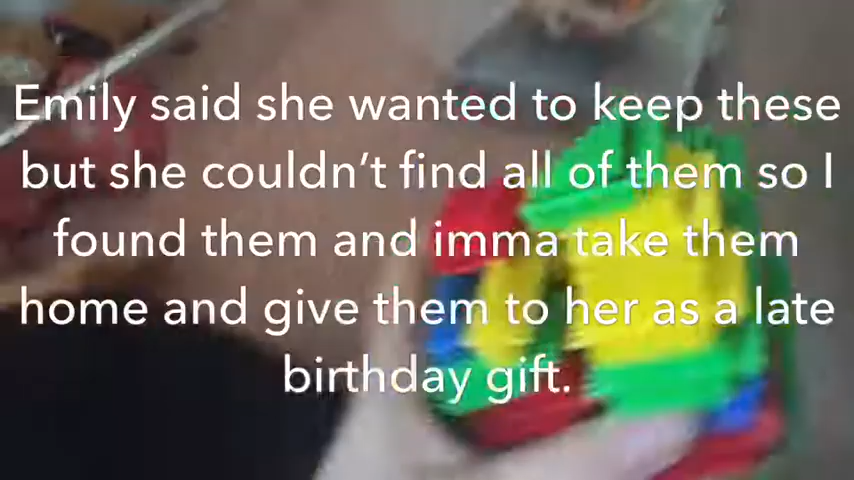 Emily said she wanted to keep these
but she couldn’t find all of them so I
found them and imma take them
home and give them to her as a late
birthday gift.